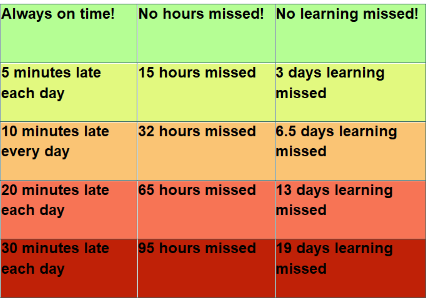 Always on time! No hours missed! No learning missed!
5 minutes late 15 hours missed 3 days learning
each day missed
10 minutes late 32 hours missed 6.5 days learning
every day missed
20 minutes late 65 hours missed 13 days learning
each day missed
30 minutes late 95 hours missed 19 days learning
each day missed